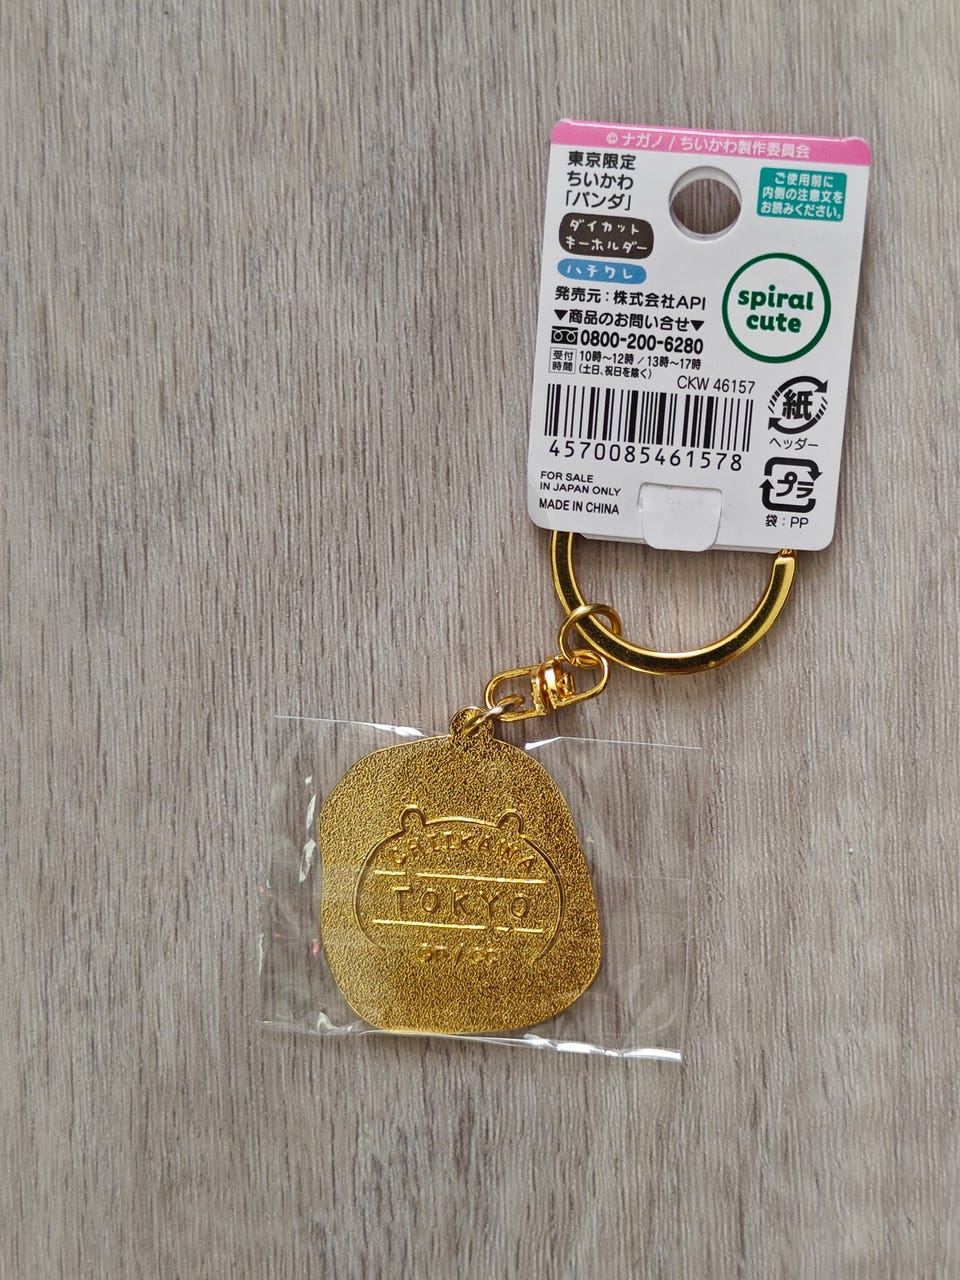 © ナガノ / ちいかわ製作委員会
東京限定
ちいかわ
「パンダ」
ご使用前に
内側の注意文を
お読みください。
ダイカット
キーホルダー
ハチワレ
spiral
cute
発売元：株式会社API
▼商品のお問い合せ▼
0800-200-6280
受付
時間
10時〜12時 / 13時〜17時
(土日、祝日を除く)
CKW 46157
紙
ヘッダー
4570085461578
プラ
袋：PP
FOR SALE
IN JAPAN ONLY
MADE IN CHINA
CHIIKAWA
TOKYO